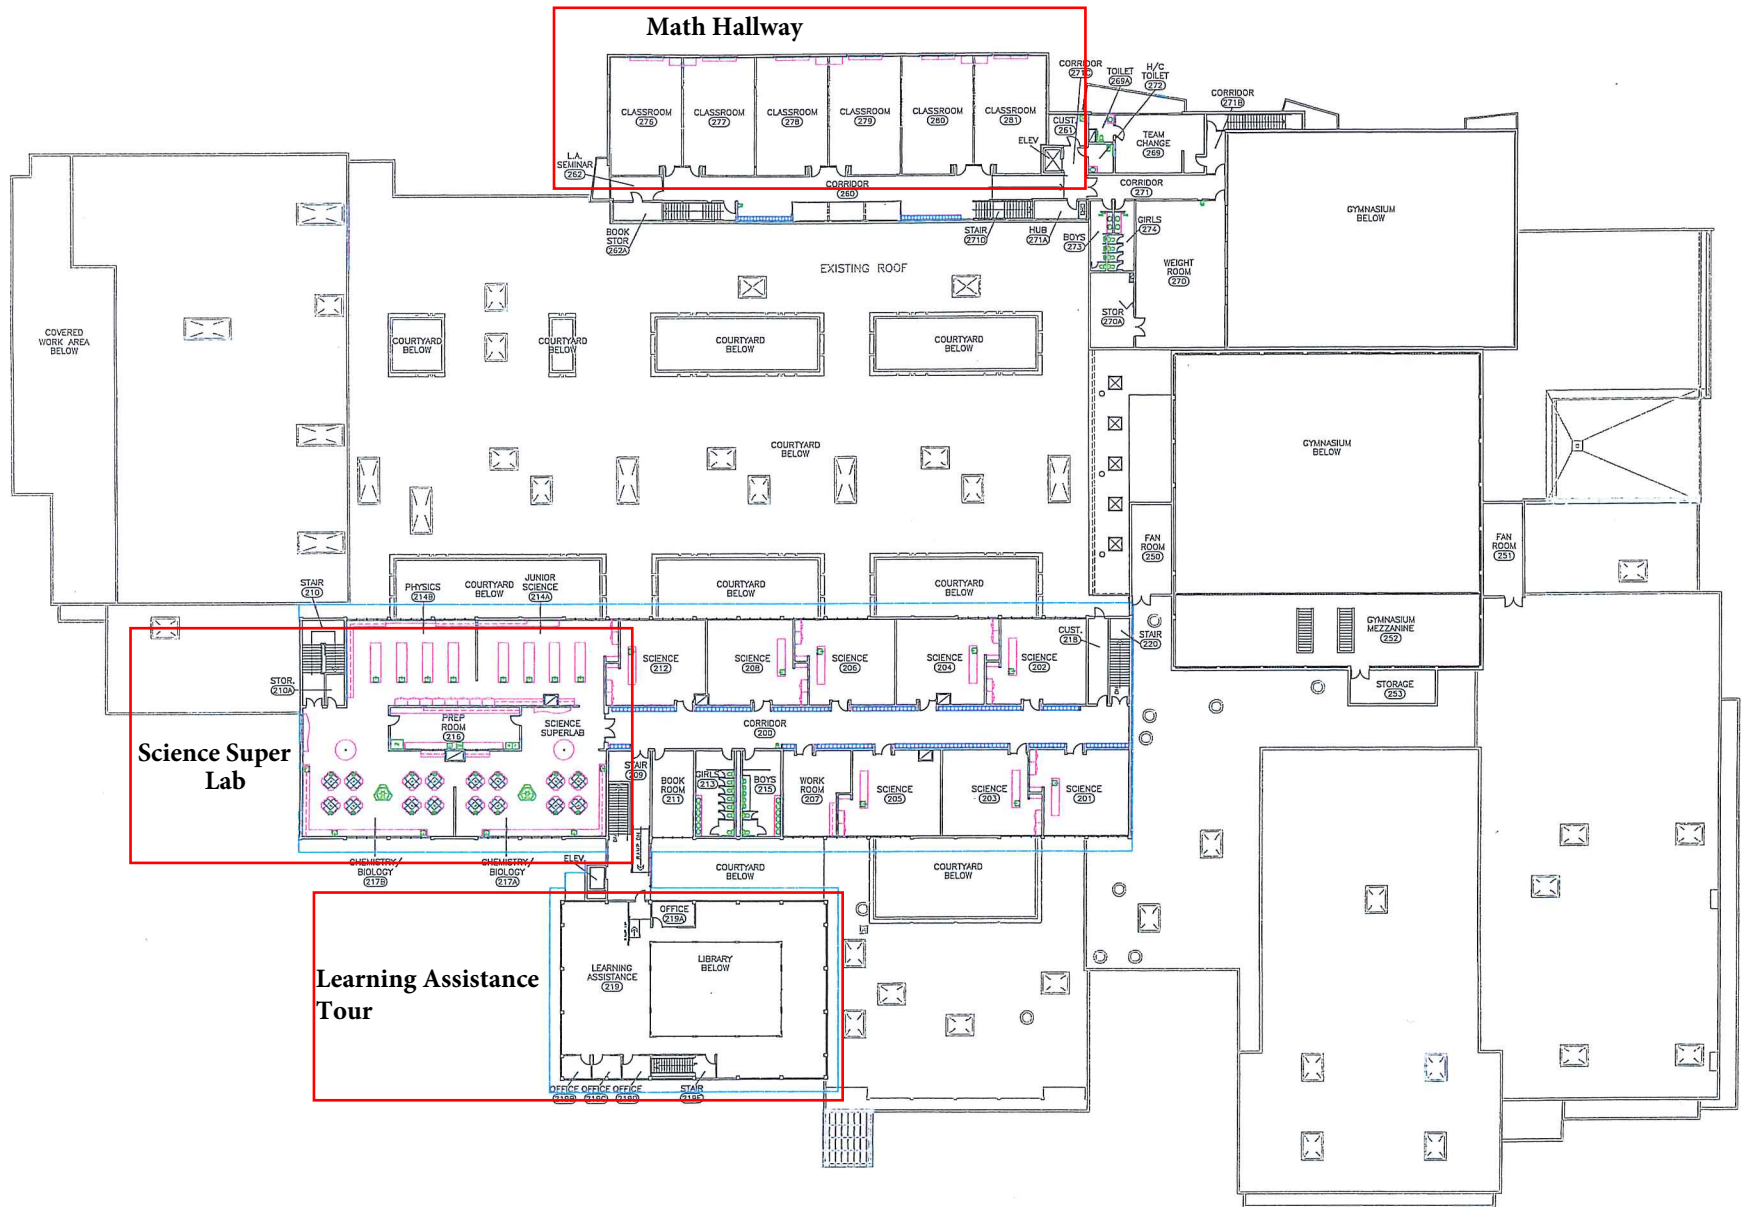 Math Hallway
CORRIDOR
271C
TOILET
269A
H/C
TOILET
272
CORRIDOR
271B
CLASSROOM
276
CLASSROOM
277
CLASSROOM
278
CLASSROOM
279
CLASSROOM
280
CLASSROOM
281
CUST.
261
ELEV
TEAM
CHANGE
269
L.A.
SEMINAR
262
CORRIDOR
260
CORRIDOR
271
BOOK
STOR
262A
STAIR
271D
HUB
271A
BOYS
273
GIRLS
274
GYMNASIUM
BELOW
EXISTING ROOF
WEIGHT
ROOM
270
STOR
270A
COVERED
WORK AREA
BELOW
COURTYARD
BELOW
COURTYARD
BELOW
COURTYARD
BELOW
COURTYARD
BELOW
COURTYARD
BELOW
GYMNASIUM
BELOW
FAN
ROOM
250
FAN
ROOM
251
STAIR
210
PHYSICS
214B
COURTYARD
BELOW
JUNIOR
SCIENCE
214A
COURTYARD
BELOW
COURTYARD
BELOW
GYMNASIUM
MEZZANINE
252
CUST.
218
STAIR
220
STOR.
210A
SCIENCE
212
SCIENCE
208
SCIENCE
206
SCIENCE
204
SCIENCE
202
STORAGE
253
PREP
ROOM
216
SCIENCE
SUPERLAB
CORRIDOR
200
Science Super
Lab
STAIR
209
BOOK
ROOM
211
GIRLS
213
BOYS
215
WORK
ROOM
207
SCIENCE
205
SCIENCE
203
SCIENCE
201
RAMP DN
CHEMISTRY/
BIOLOGY
217B
CHEMISTRY/
BIOLOGY
217A
ELEV.
COURTYARD
BELOW
COURTYARD
BELOW
OFFICE
219A
LEARNING
ASSISTANCE
219
LIBRARY
BELOW
Learning Assistance
Tour
OFFICE
219B
OFFICE
219C
OFFICE
219D
STAIR
219E